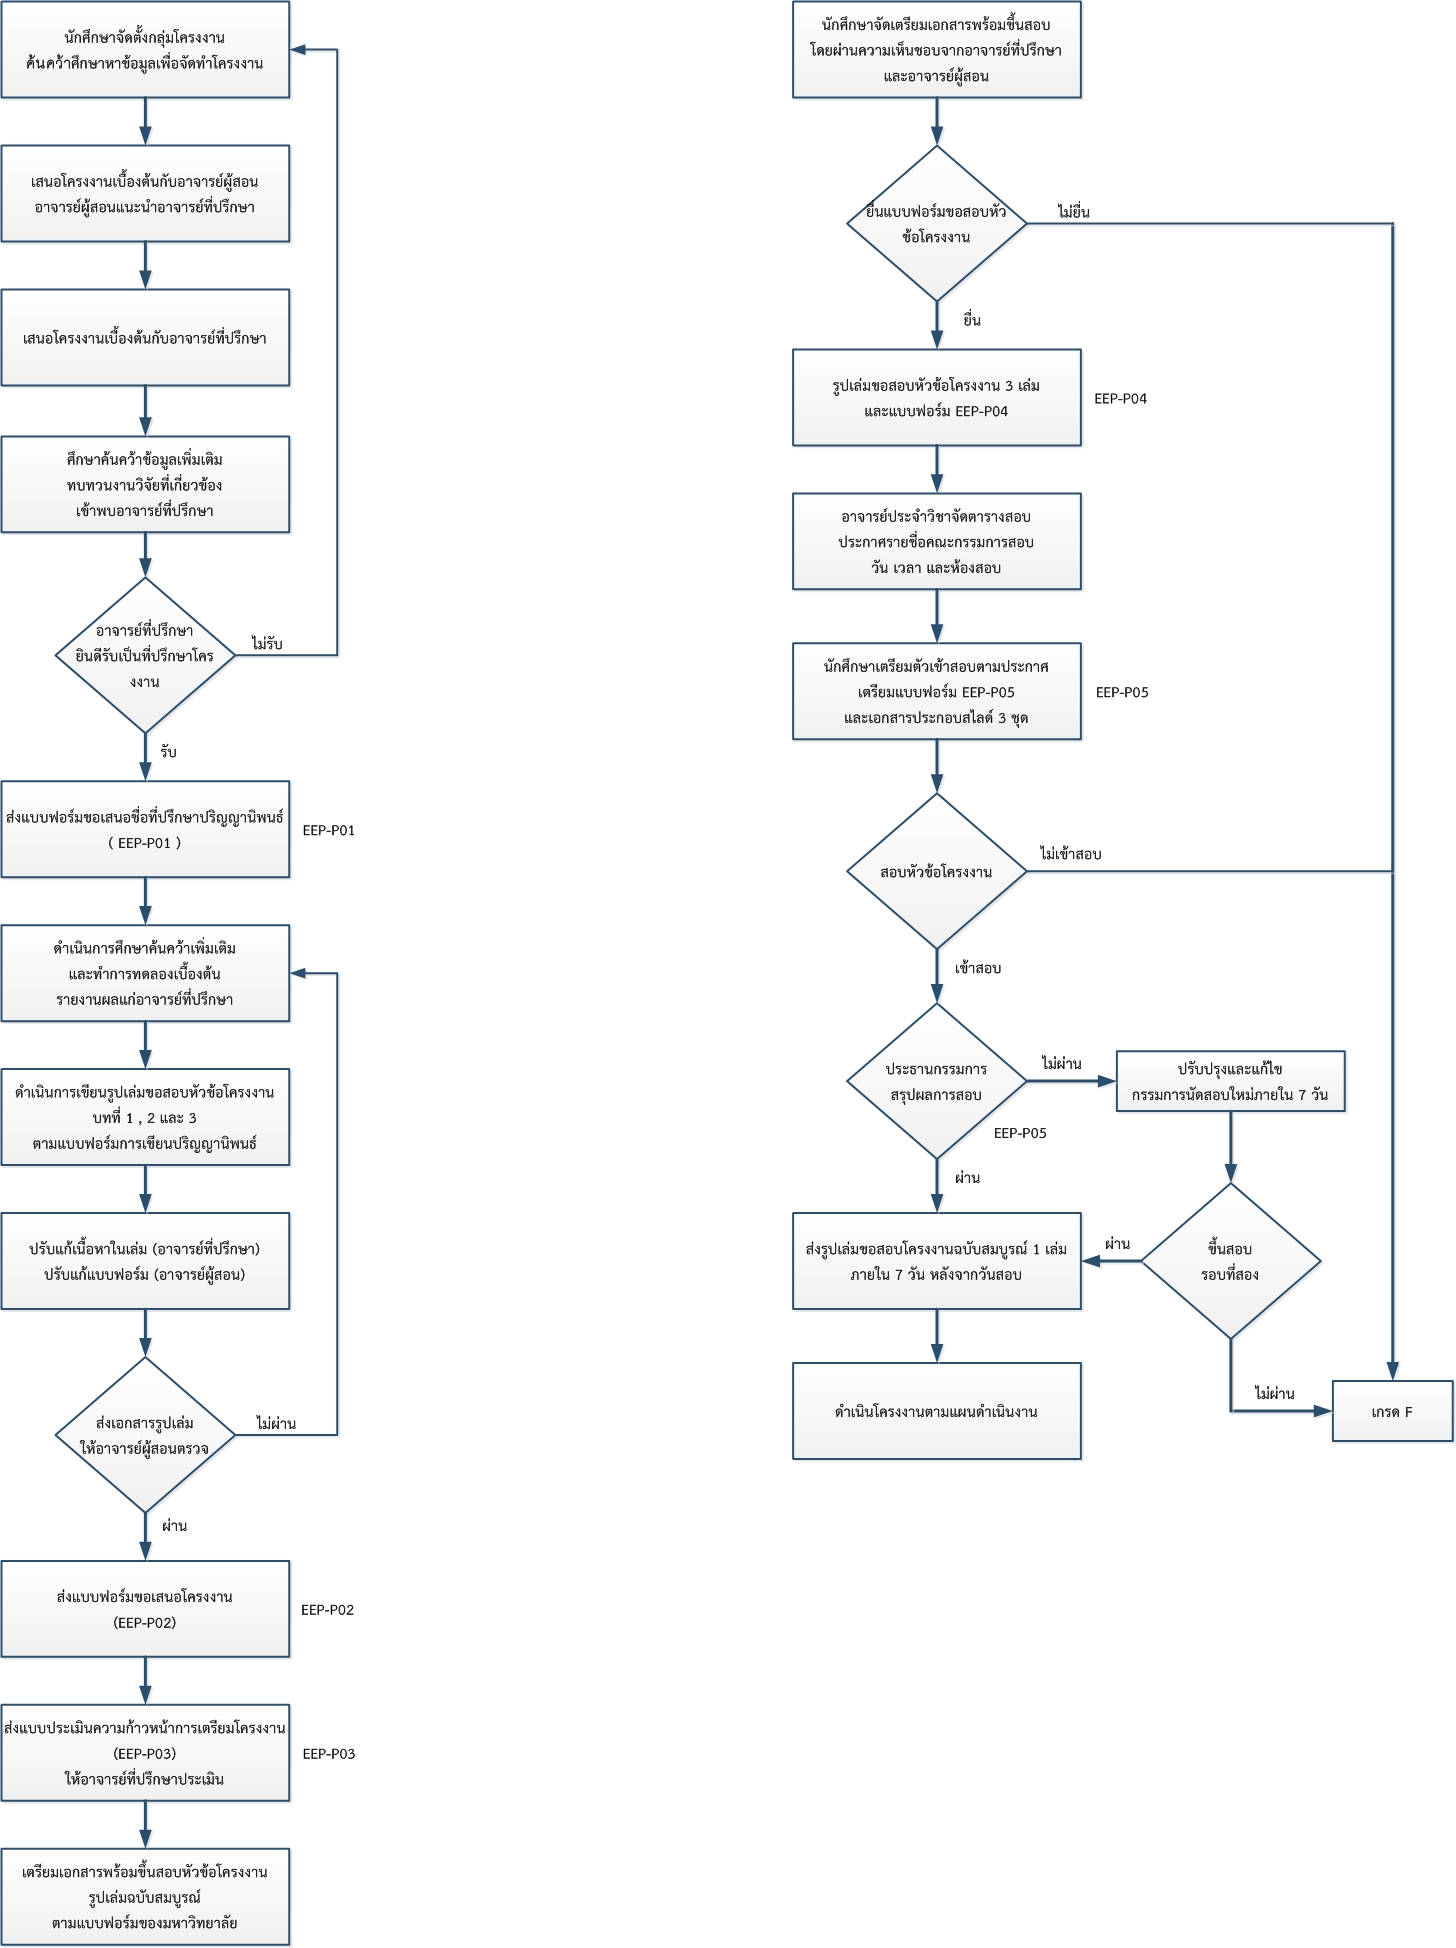 นักศึกษาจัดตั้งกลุ่มโครงงาน
ค้นคว้าศึกษาหาข้อมูลเพื่อจัดทำโครงงาน
เสนอโครงงานเบื้องต้นกับอาจารย์ผู้สอน
อาจารย์ผู้สอนแนะนำอาจารย์ที่ปรึกษา
เสนอโครงงานเบื้องต้นกับอาจารย์ที่ปรึกษา
ศึกษาค้นคว้าข้อมูลเพิ่มเติม
ทบทวนงานวิจัยที่เกี่ยวข้อง
เข้าพบอาจารย์ที่ปรึกษา
อาจารย์ที่ปรึกษา
ยินดีรับเป็นที่ปรึกษาโคร
งงาน
ไม่รับ
รับ
ส่งแบบฟอร์มขอเสนอชื่อที่ปรึกษาปริญญานิพนธ์
( EEP-P01 )
EEP-P01
ดำเนินการศึกษาค้นคว้าเพิ่มเติม
และทำการทดลองเบื้องต้น
รายงานผลแก่อาจารย์ที่ปรึกษา
ดำเนินการเขียนรูปเล่มขอสอบหัวข้อโครงงาน
บทที่ 1 , 2 และ 3
ตามแบบฟอร์มการเขียนปริญญานิพนธ์
ปรับแก้เนื้อหาในเล่ม (อาจารย์ที่ปรึกษา)
ปรับแก้แบบฟอร์ม (อาจารย์ผู้สอน)
ส่งเอกสารรูปเล่ม
ให้อาจารย์ผู้สอนตรวจ
ไม่ผ่าน
ผ่าน
ส่งแบบฟอร์มขอเสนอโครงงาน
(EEP-P02)
EEP-P02
ส่งแบบประเมินความก้าวหน้าการเตรียมโครงงาน
(EEP-P03)
ให้อาจารย์ที่ปรึกษาประเมิน
EEP-P03
เตรียมเอกสารพร้อมขึ้นสอบหัวข้อโครงงาน
รูปเล่มฉบับสมบูรณ์
ตามแบบฟอร์มของมหาวิทยาลัย
นักศึกษาจัดเตรียมเอกสารพร้อมขึ้นสอบ
โดยผ่านความเห็นชอบจากอาจารย์ที่ปรึกษา
และอาจารย์ผู้สอน
ยื่นแบบฟอร์มขอสอบหัว
ข้อโครงงาน
ไม่ยื่น
ยื่น
รูปเล่มขอสอบหัวข้อโครงงาน 3 เล่ม
และแบบฟอร์ม EEP-P04
EEP-P04
อาจารย์ประจำวิชาจัดตารางสอบ
ประกาศรายชื่อคณะกรรมการสอบ
วัน เวลา และห้องสอบ
นักศึกษาเตรียมตัวเข้าสอบตามประกาศ
เตรียมแบบฟอร์ม EEP-P05
และเอกสารประกอบสไลด์ 3 ชุด
EEP-P05
สอบหัวข้อโครงงาน
ไม่เข้าสอบ
เข้าสอบ
ประธานกรรมการ
สรุปผลการสอบ
ไม่ผ่าน
EEP-P05
ผ่าน
ปรับปรุงและแก้ไข
กรรมการนัดสอบใหม่ภายใน 7 วัน
ส่งรูปเล่มขอสอบโครงงานฉบับสมบูรณ์ 1 เล่ม
ภายใน 7 วัน หลังจากวันสอบ
ผ่าน
ขึ้นสอบ
รอบที่สอง
ไม่ผ่าน
ดำเนินโครงงานตามแผนดำเนินงาน
เกรด F